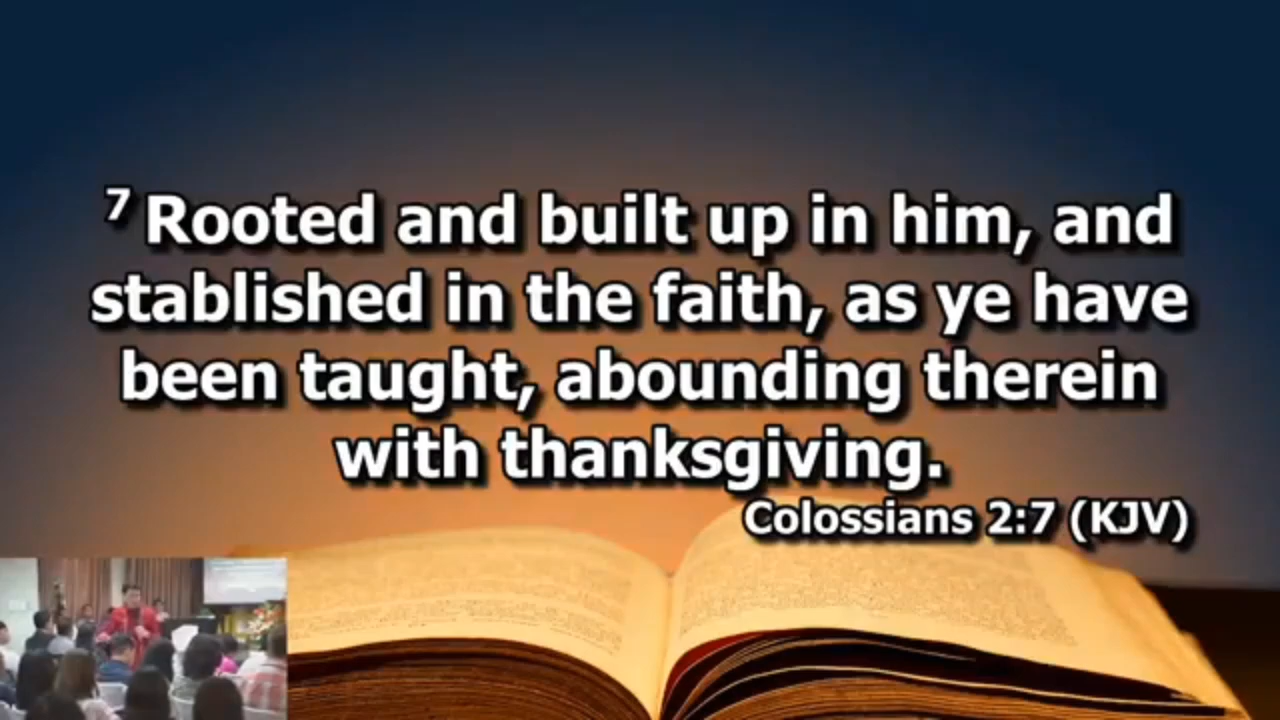 7 Rooted and built up in him, and
stablished in the faith, as ye have
been taught, abounding therein
with thanksgiving.
Colossians 2:7 (KJV)